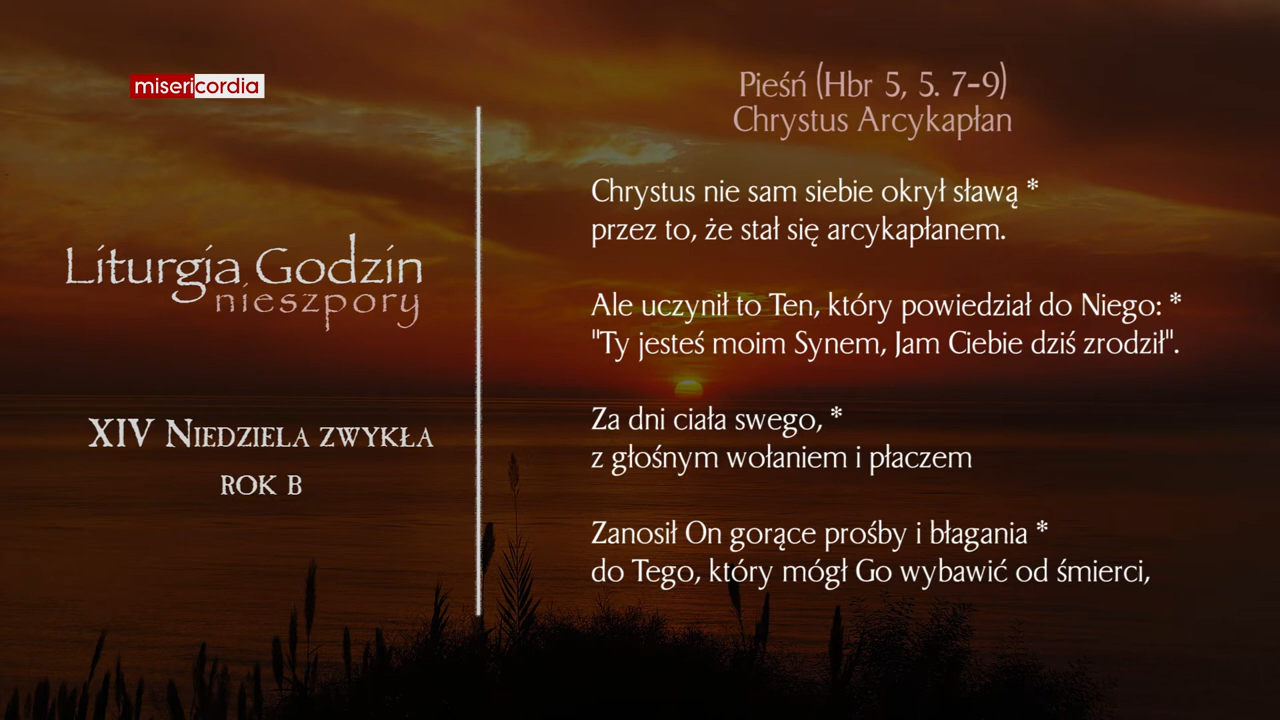 misericordia
Liturgia Godzin
nieszpory
XIV Niedziela zwykła
rok B
Pieśń (Hbr 5, 5. 7-9)
Chrystus Arcykapłan
Chrystus nie sam siebie okrył sławą *
przez to, że stał się arcykapłanem.
Ale uczynił to Ten, który powiedział do Niego: *
"Ty jesteś moim Synem, Jam Ciebie dziś zrodził".
Za dni ciała swego, *
z głośnym wołaniem i płaczem
Zanosił On gorące prośby i błagania *
do Tego, który mógł Go wybawić od śmierci,